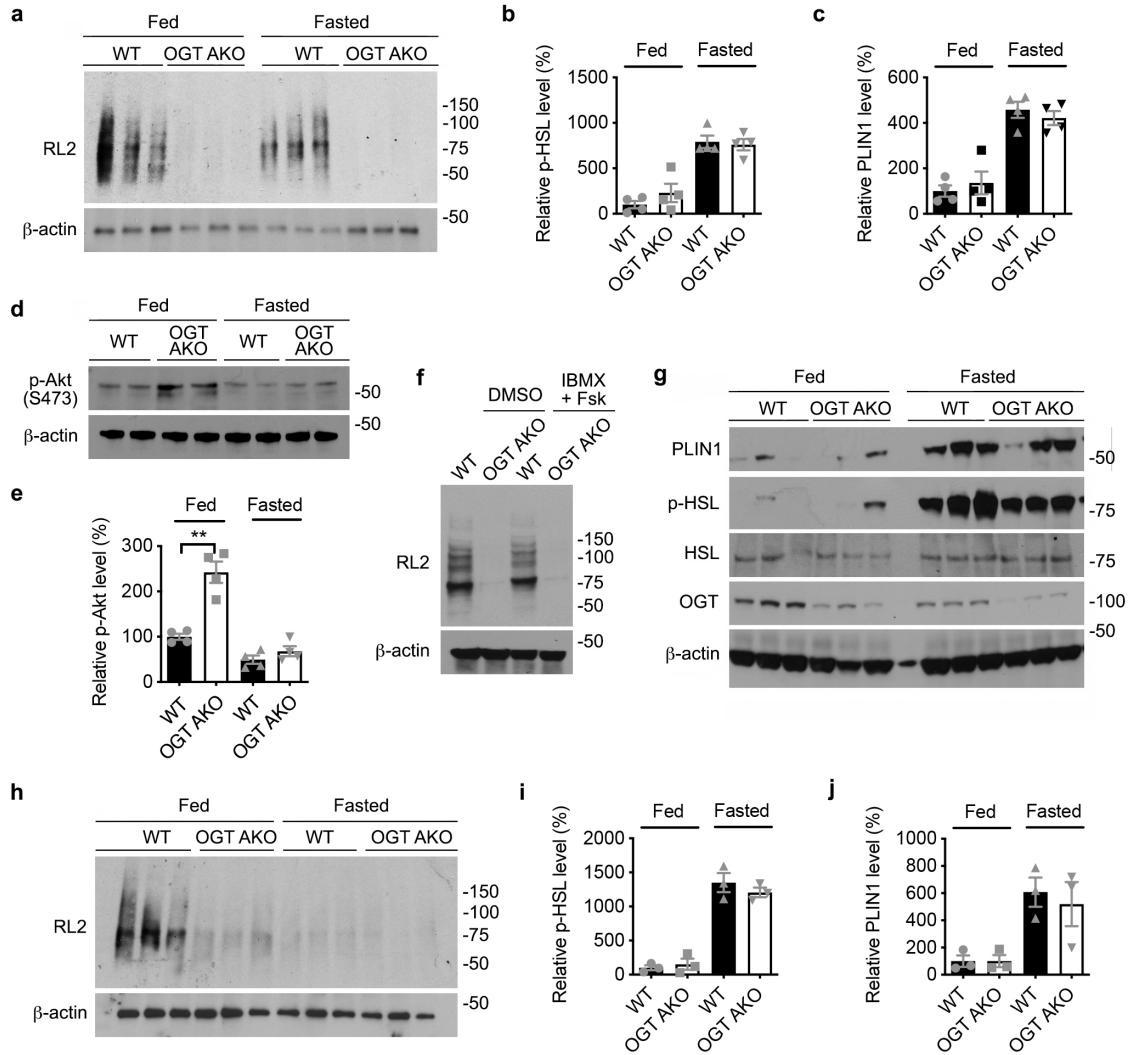 a
Fed Fasted
WT OGT AKO WT OGT AKO
RL2
-150
-100
-75
-50
β-actin
-50
b
Relative p-HSL level (%)
Fed Fasted
1500
1000
500
0
WT
OGT AKO
WT
OGT AKO
c
Relative PLIN1 level (%)
Fed Fasted
600
400
200
0
WT
OGT AKO
WT
OGT AKO
d
Fed Fasted
WT OGT AKO WT OGT AKO
p-Akt
(S473)
-50
β-actin
-50
e
Relative p-Akt level (%)
Fed Fasted
**
300
200
100
0
WT
OGT AKO
WT
OGT AKO
f
DMSO IBMX
+ Fsk
WT
OGT AKO
WT
OGT AKO
RL2
-150
-100
-75
-50
β-actin
-50
g
Fed Fasted
WT OGT AKO WT OGT AKO
PLIN1
-50
p-HSL
-75
HSL
-75
OGT
-100
β-actin
-50
h
Fed Fasted
WT OGT AKO WT OGT AKO
RL2
-150
-100
-75
-50
β-actin
-50
i
Relative p-HSL level (%)
Fed Fasted
2000
1500
1000
500
0
WT
OGT AKO
WT
OGT AKO
j
Relative PLIN1 level (%)
Fed Fasted
1000
800
600
400
200
0
WT
OGT AKO
WT
OGT AKO